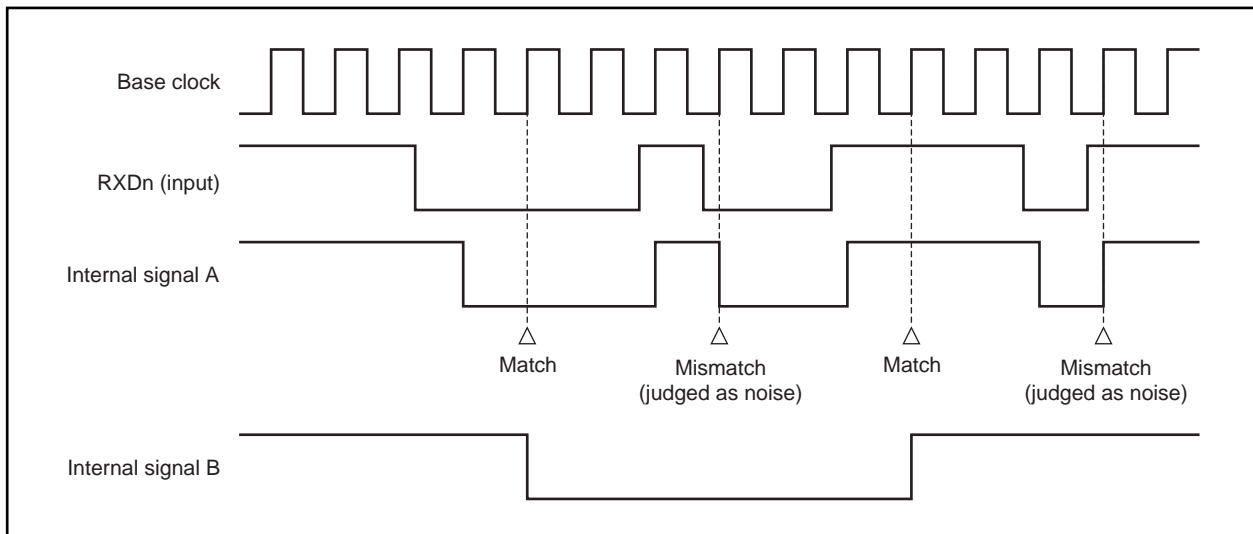 Base clock
RXDn (input)
Internal signal A
Match
Mismatch
(judged as noise)
Match
Mismatch
(judged as noise)
Internal signal B